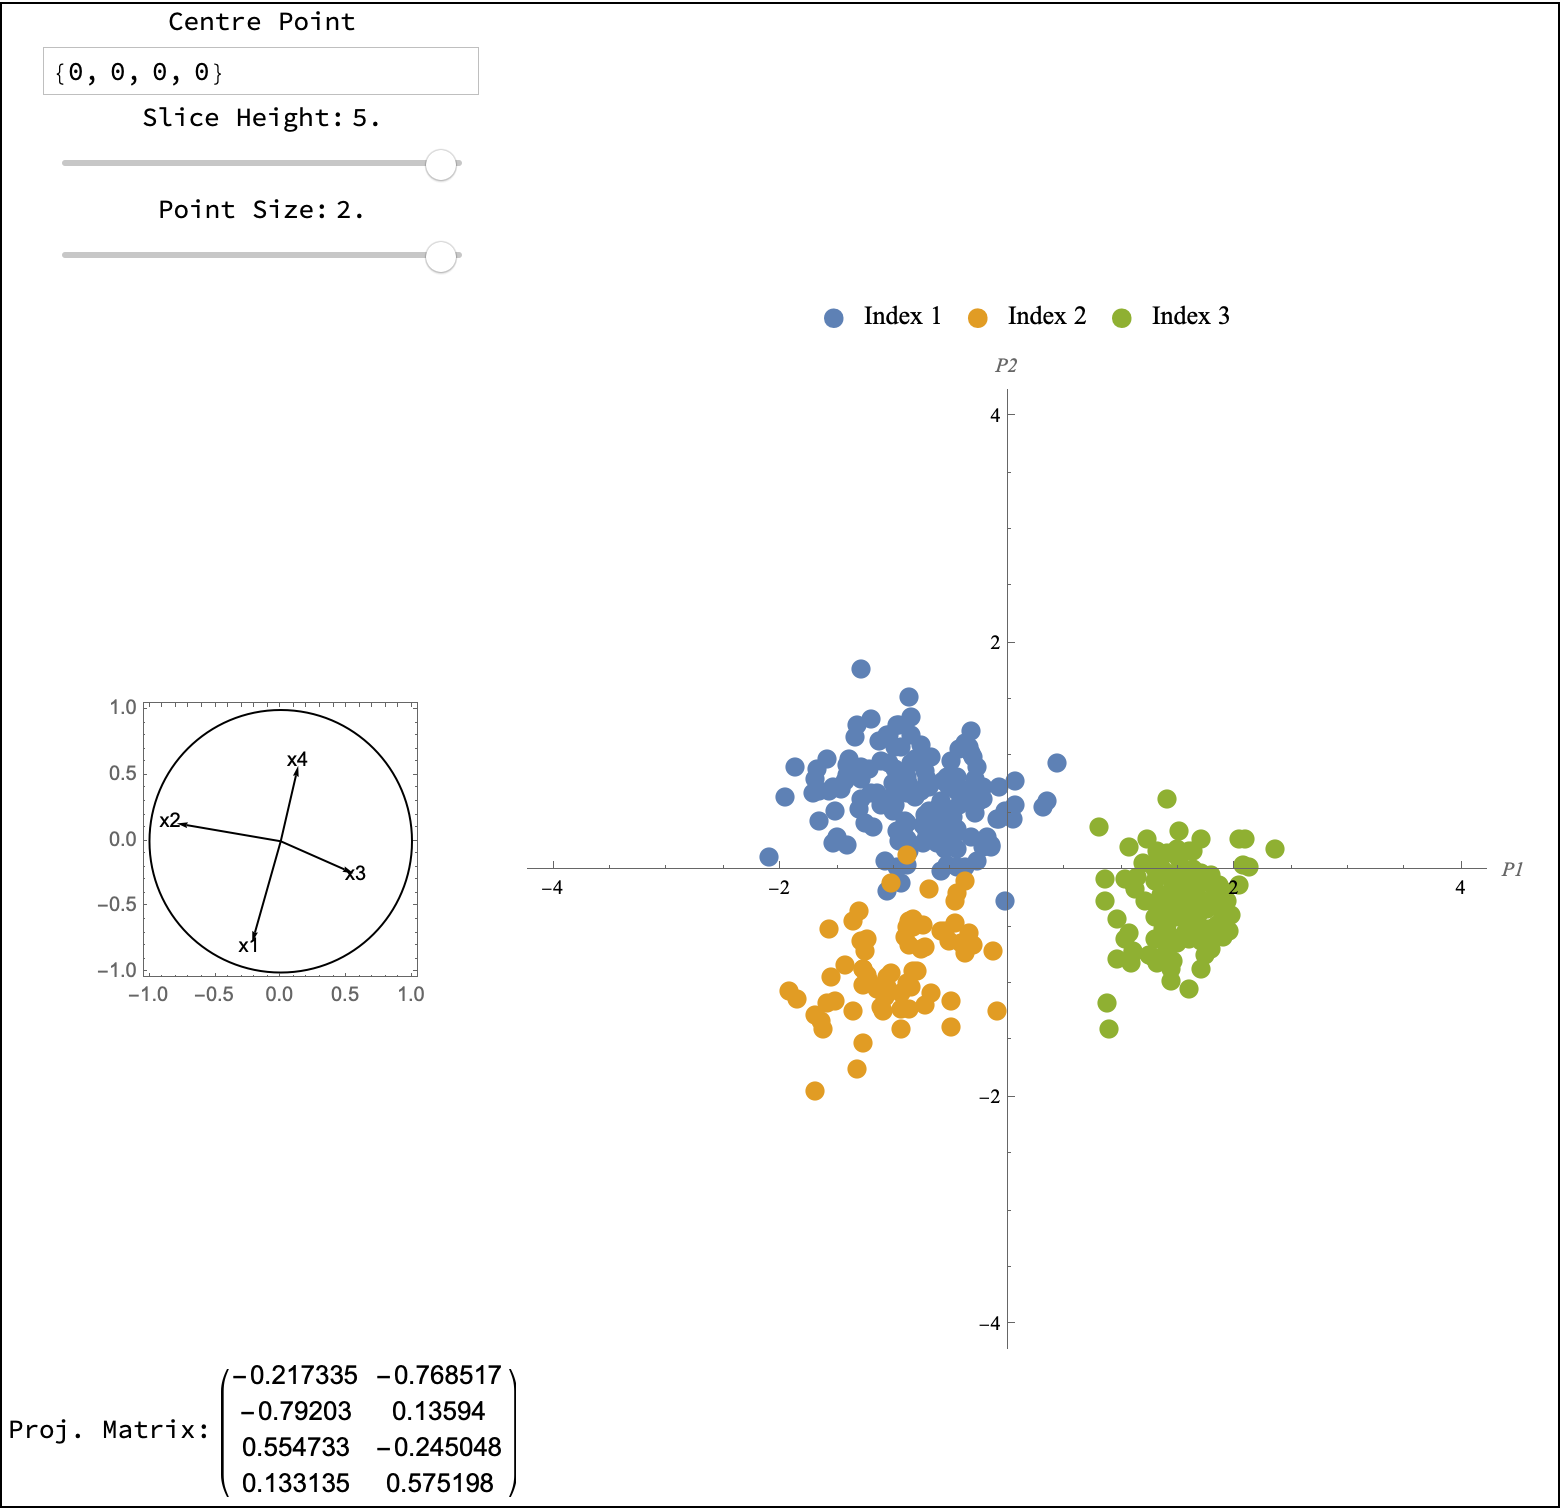 Centre Point
{0, 0, 0, 0}
Slice Height: 5.
Point Size: 2.
Index 1 Index 2 Index 3
P2
4
2
−4 −2 2 4 P1
−2
−4
1.0
0.5
0.0
−0.5
−1.0
−1.0 −0.5 0.0 0.5 1.0
x4
x2
x3
x1
Proj. Matrix:
−0.217335 −0.768517
−0.79203 0.13594
0.554733 −0.245048
0.133135 0.575198